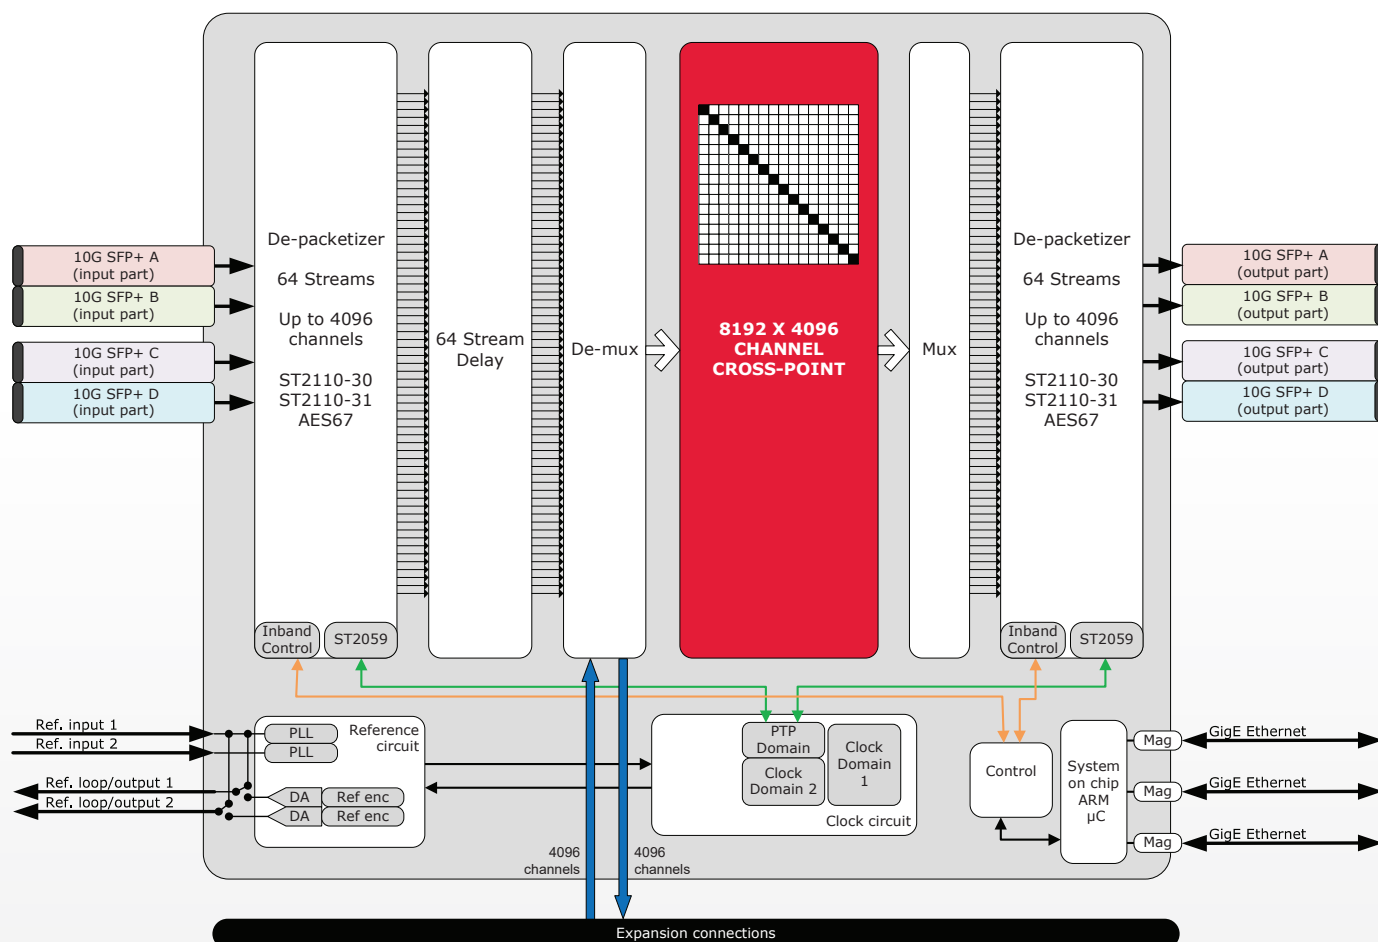 10G SFP+ A
(input part)
10G SFP+ B
(input part)
10G SFP+ C
(input part)
10G SFP+ D
(input part)
De-packetizer
64 Streams
Up to 4096
channels
ST2110-30
ST2110-31
AES67
Inband
Control
ST2059
64 Stream
Delay
De-mux
8192 X 4096
CHANNEL
CROSS-POINT
Mux
De-packetizer
64 Streams
Up to 4096
channels
ST2110-30
ST2110-31
AES67
Inband
Control
ST2059
10G SFP+ A
(output part)
10G SFP+ B
(output part)
10G SFP+ C
(output part)
10G SFP+ D
(output part)
Ref. input 1
Ref. input 2
Ref. loop/output 1
Ref. loop/output 2
PLL
PLL
Reference
circuit
DA
Ref enc
DA
Ref enc
PTP
Domain
Clock
Domain 2
Clock
Domain
1
Clock circuit
Control
System
on chip
ARM
µC
Mag
GigE Ethernet
Mag
GigE Ethernet
Mag
GigE Ethernet
4096
channels
4096
channels
Expansion connections